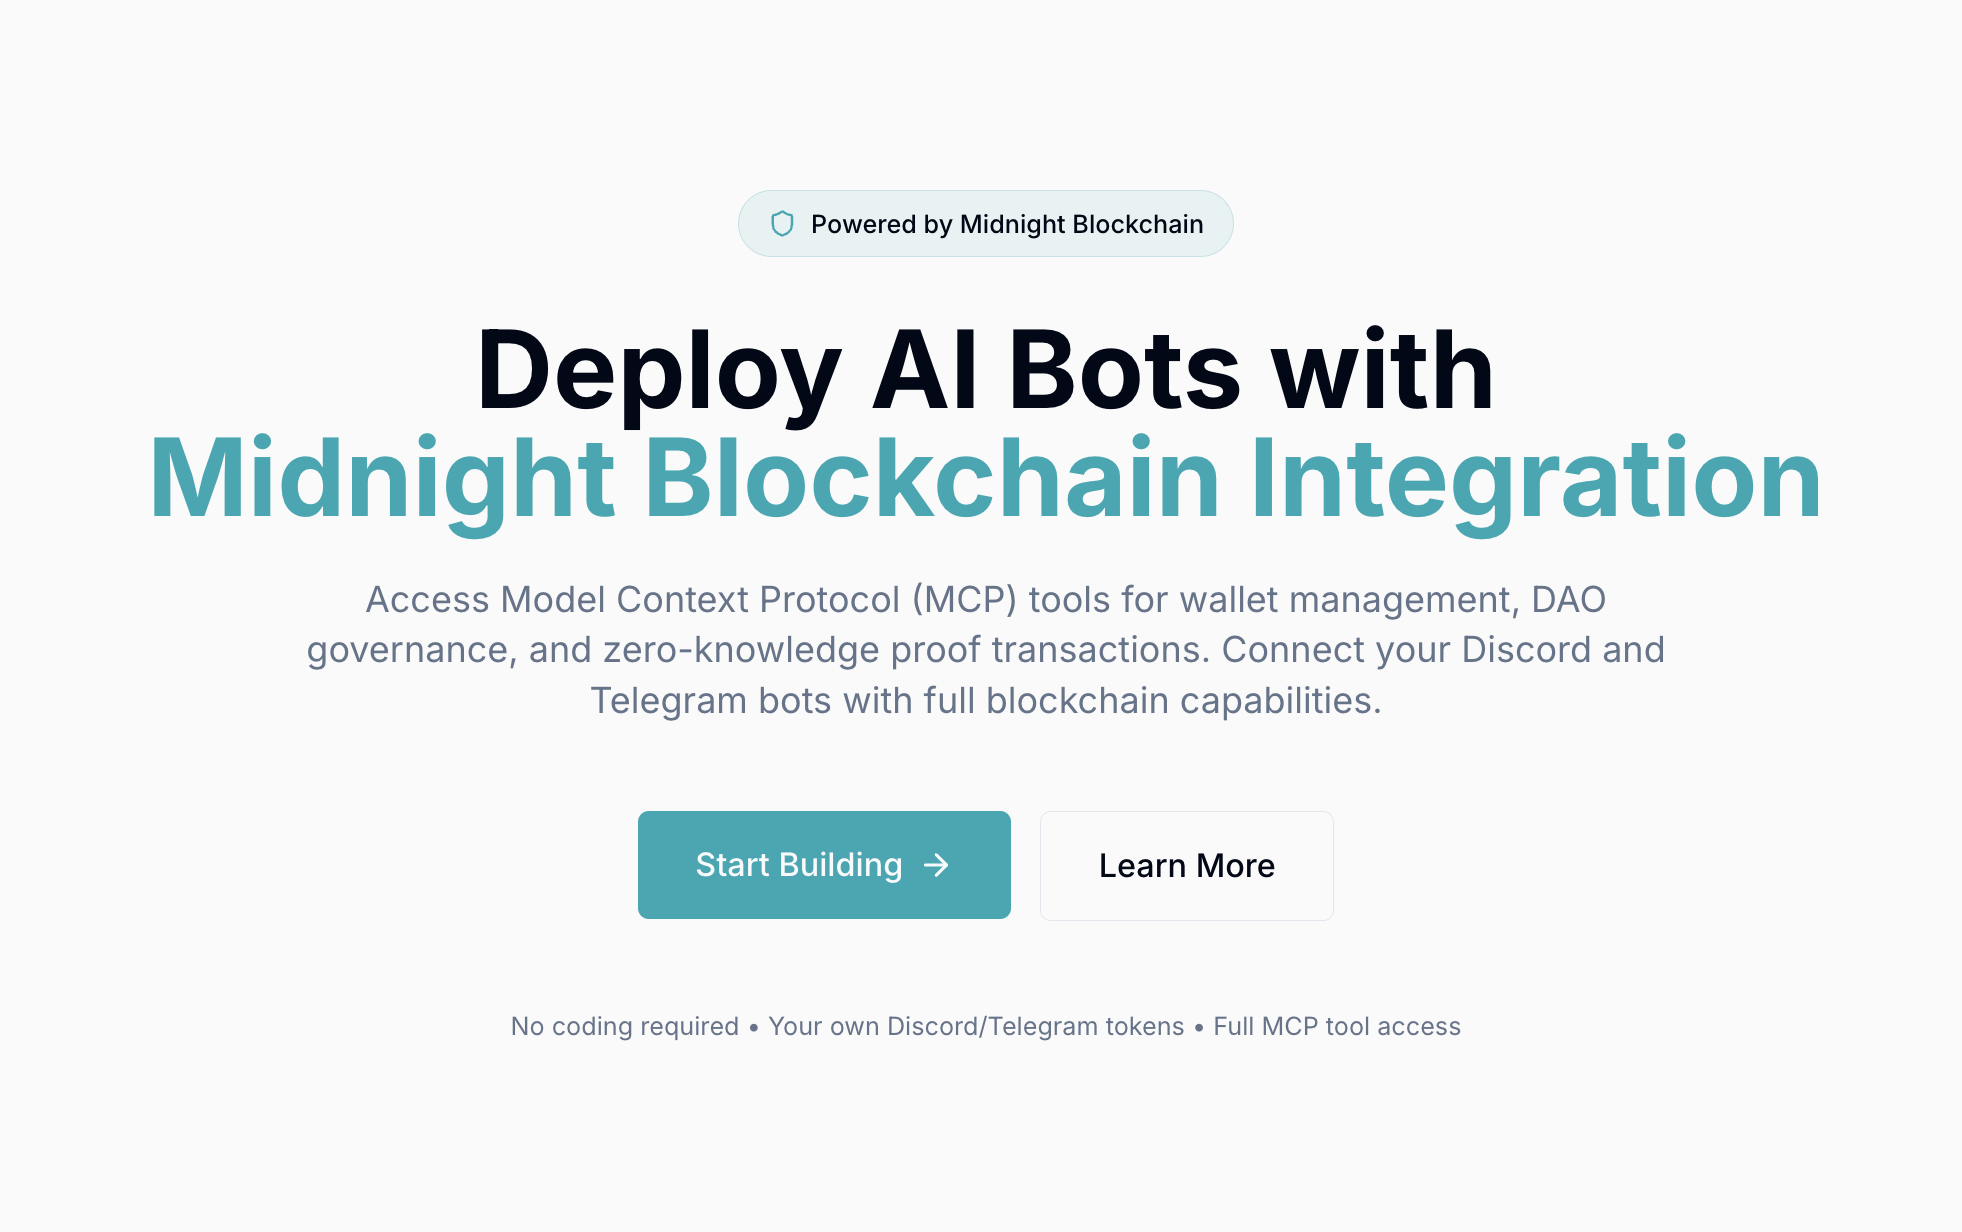 Powered by Midnight Blockchain
Deploy AI Bots with
Midnight Blockchain Integration
Access Model Context Protocol (MCP) tools for wallet management, DAO
governance, and zero-knowledge proof transactions. Connect your Discord and
Telegram bots with full blockchain capabilities.
Start Building →
Learn More
No coding required • Your own Discord/Telegram tokens • Full MCP tool access